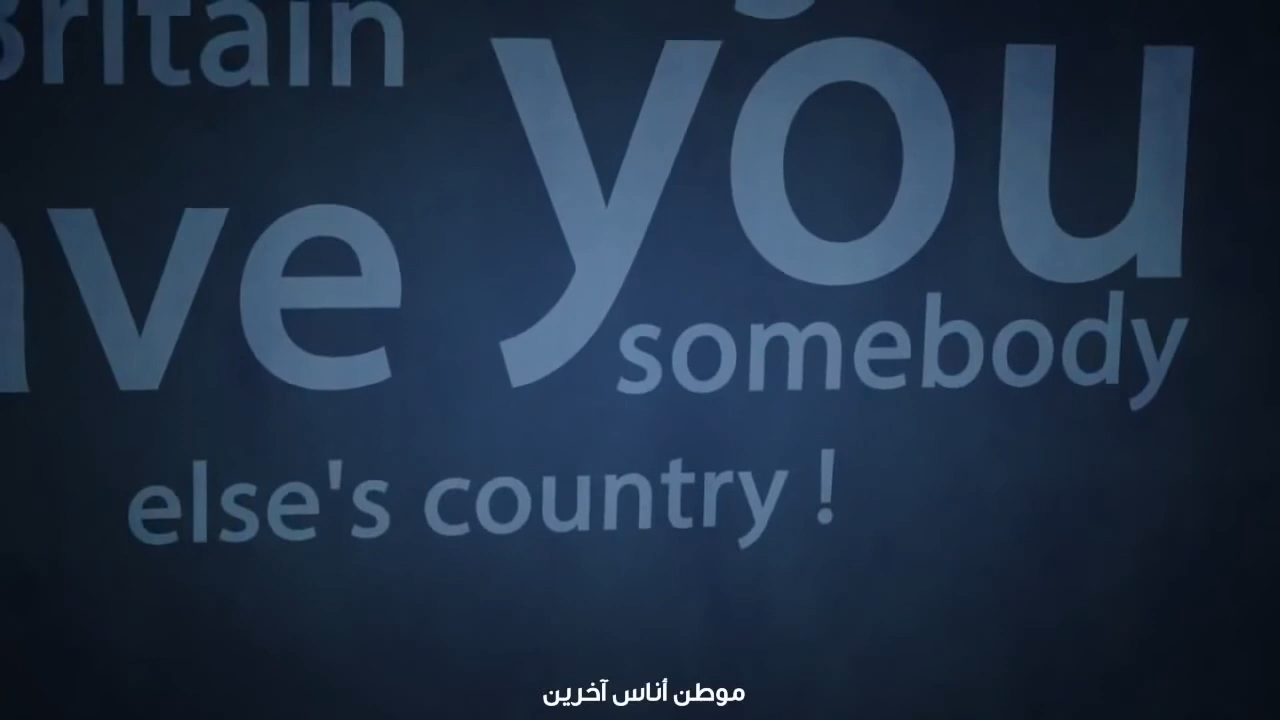 Britain
you
ave
somebody
else's country !
موطن أناس آخرين